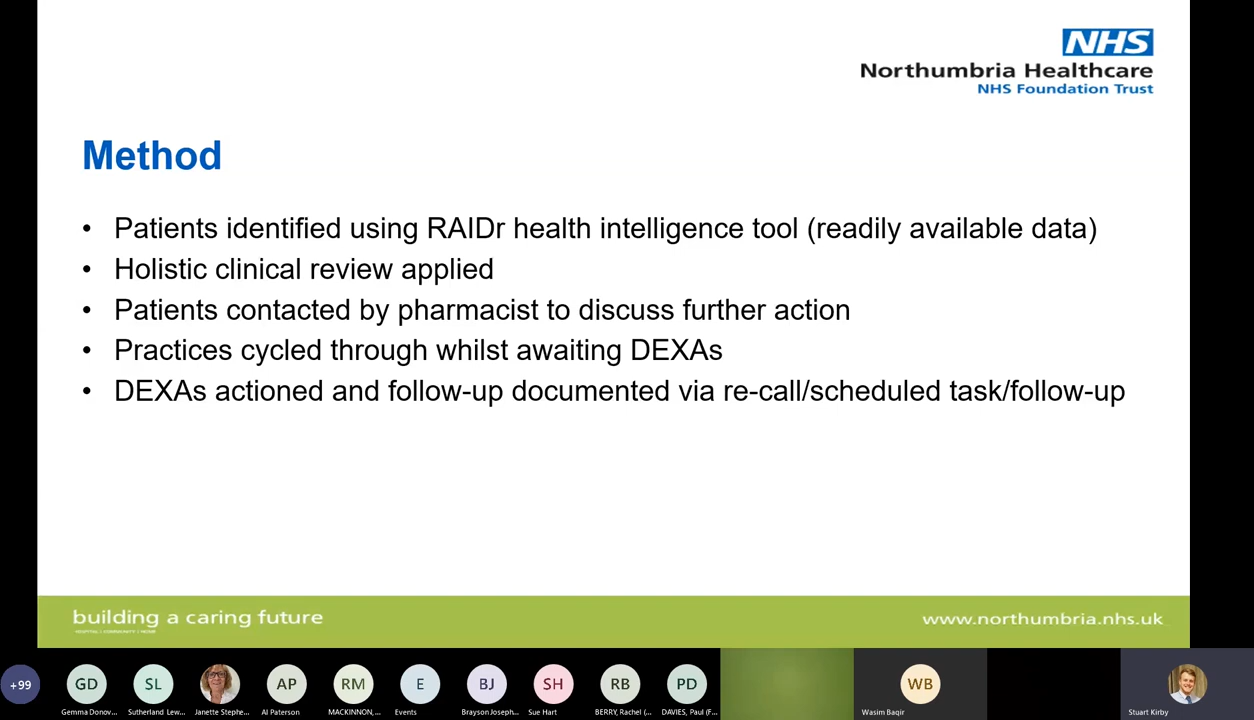 NHS
Northumbria Healthcare
NHS Foundation Trust
Method
• Patients identified using RAIDr health intelligence tool (readily available data)
• Holistic clinical review applied
• Patients contacted by pharmacist to discuss further action
• Practices cycled through whilst awaiting DEXAs
• DEXAs actioned and follow-up documented via re-call/scheduled task/follow-up
building a caring future
www.northumbria.nhs.uk
+99
GD
SL
AP
RM
E
BJ
SH
RB
PD
WB
Gemma Donov...
Sutherland Lew...
Janette Stephe...
Al Paterson
MACKINNON,...
Events
Brayson Joseph...
Sue Hart
BERRY, Rachel (...
DAVIES, Paul (F...
Wasim Baqir
Stuart Kirby